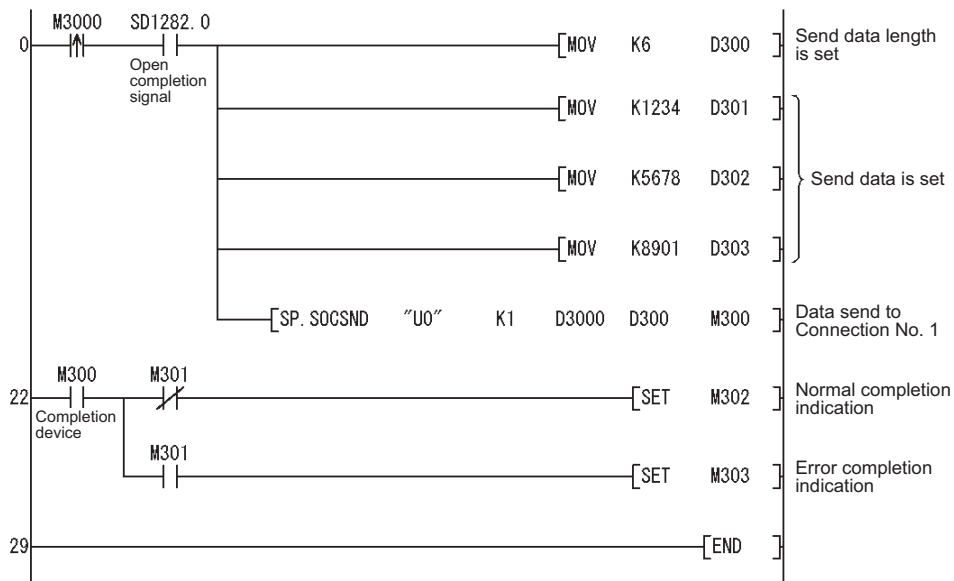 M3000 SD1282.0
0 [MOV K6 D300 ] Send data length
is set
Open
completion
signal
[MOV K1234 D301 ]
[MOV K5678 D302 ] Send data is set
[MOV K8901 D303 ]
[SP.SOCSND "U0" K1 D3000 D300 M300 ] Data send to
Connection No. 1
M300 M301
22 [SET M302 ] Normal completion
indication
Completion
device
M301
[SET M303 ] Error completion
indication
29 [END ]